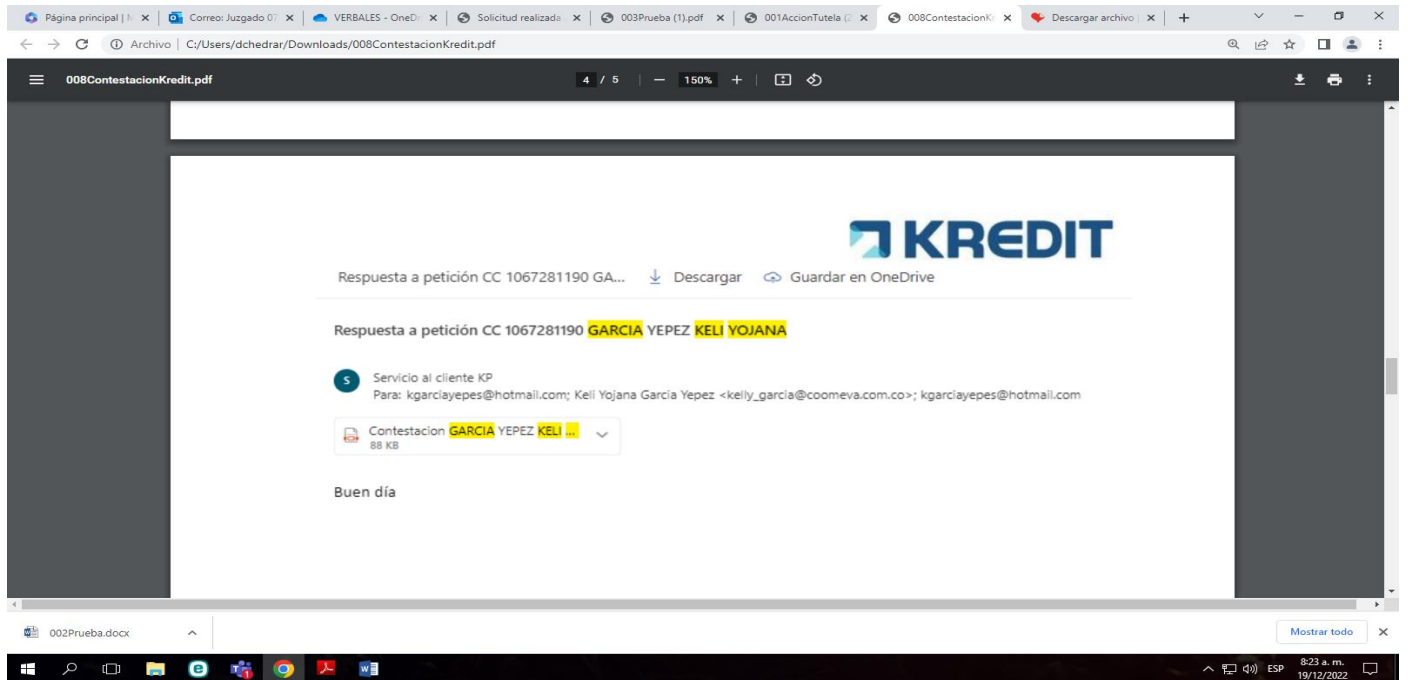 Página principal | M
Correo: Juzgado 07
VERBALES - OneDr
Solicitud realizada
003Prueba (1).pdf
001AccionTutela (2
008ContestacionKr
Descargar archivo |
Archivo | C:/Users/dchedrar/Downloads/008ContestacionKredit.pdf
008ContestacionKredit.pdf
4 / 5 | — 150% +
KREDIT
Respuesta a petición CC 1067281190 GA... Descargar Guardar en OneDrive
Respuesta a petición CC 1067281190 GARCIA YEPEZ KELI YOJANA
S
Servicio al cliente KP
Para: kgarciayepes@hotmail.com; Keli Yojana Garcia Yepez <kelly_garcia@coomeva.com.co>; kgarciayepes@hotmail.com
Contestacion GARCIA YEPEZ KELI ...
88 KB
Buen día
002Prueba.docx
Mostrar todo
ESP
8:23 a. m.
19/12/2022